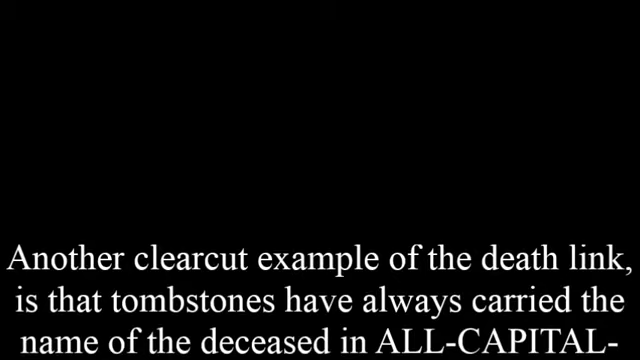 Another clearcut example of the death link,
is that tombstones have always carried the
name of the deceased in ALL-CAPITAL-